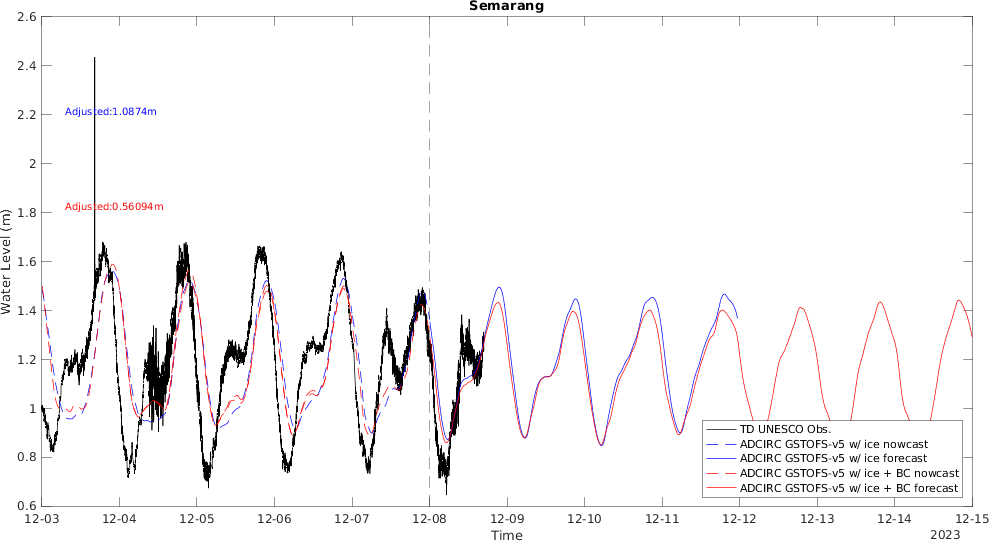 Semarang
2.6
2.4
2.2
2
1.8
1.6
1.4
1.2
1
0.8
0.6
Water Level (m)
Adjusted:1.0874m
Adjusted:0.56094m
TD UNESCO Obs.
ADCIRC GSTOFS-v5 w/ ice nowcast
ADCIRC GSTOFS-v5 w/ ice forecast
ADCIRC GSTOFS-v5 w/ ice + BC nowcast
ADCIRC GSTOFS-v5 w/ ice + BC forecast
12-03 12-04 12-05 12-06 12-07 12-08 12-09 12-10 12-11 12-12 12-13 12-14 12-15
Time
2023